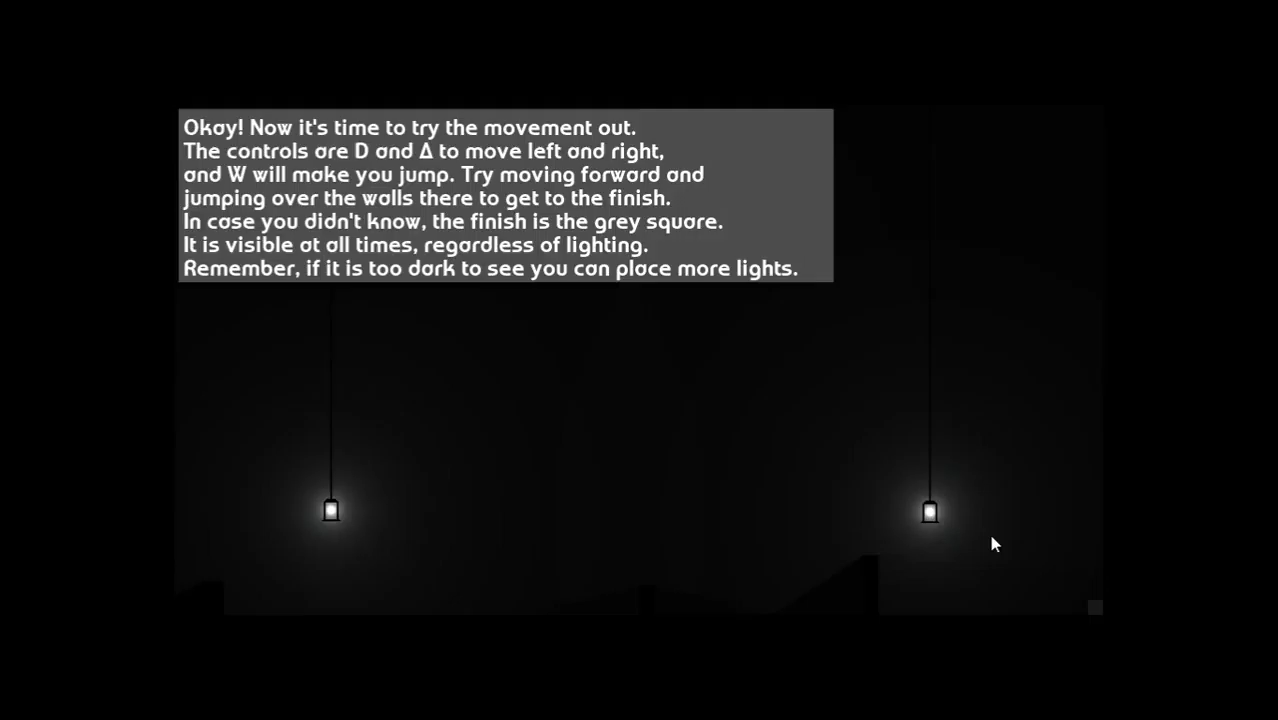 Okay! Now it's time to try the movement out.
The controls are D and A to move left and right,
and W will make you jump. Try moving forward and
jumping over the walls there to get to the finish.
In case you didn't know, the finish is the grey square.
It is visible at all times, regardless of lighting.
Remember, if it is too dark to see you can place more lights.